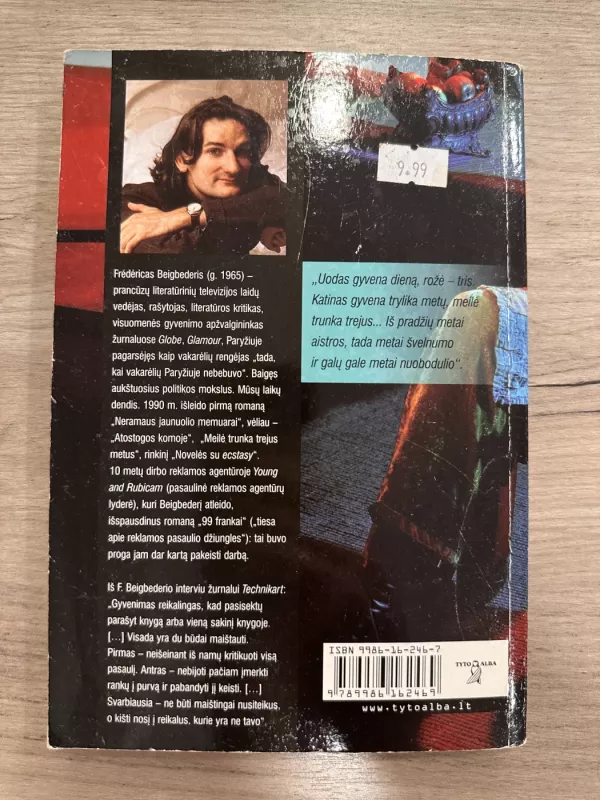 9.99
Frédéricas Beigbederis (g. 1965) –
prancūzų literatūrinių televizijos laidų
vedėjas, rašytojas, literatūros kritikas,
visuomenės gyvenimo apžvalgininkas
žurnaluose Globe, Glamour, Paryžiuje
pagarsėjęs kaip vakarėlių rengėjas „tada,
kai vakarėlių Paryžiuje nebebuvo“. Baigęs
aukštuosius politikos mokslus. Mūsų laikų
dendis. 1990 m. išleido pirmą romaną
„Neramaus jaunuolio memuarai“, vėliau –
„Atostogos komoje“, „Meilė trunka trejus
metus“, rinkinį „Novelės su ecstasy“.
10 metų dirbo reklamos agentūroje Young
and Rubicam (pasaulinė reklamos agentūrų
lyderė), kuri Beigbederį atleido,
išspausdinus romaną „99 frankai“ („tiesa
apie reklamos pasaulio džiungles“): tai buvo
proga jam dar kartą pakeisti darbą.
Iš F. Beigbederio interviu žurnalui Technikart:
„Gyvenimas reikalingas, kad pasisektų
parašyt knygą arba vieną sakinį knygoje.
[…] Visada yra du būdai maištauti.
Pirmas – neišeinant iš namų kritikuoti visą
pasaulį. Antras – nebijoti pačiam įmerkti
rankų į purvą ir pabandyti jį keisti. […]
Svarbiausia – ne būti maištingai nusiteikus,
o kišti nosį į reikalus, kurie yra ne tavo“.
„Uodas gyvena dieną, rožė – tris.
Katinas gyvena trylika metų, meilė
trunka trejus... Iš pradžių metai
aistros, tada metai švelnumo
ir galų gale metai nuobodulio“.
ISBN 9986-16-246-7
9 789986 162469
TYTO ALBA
www.tytoalba.lt